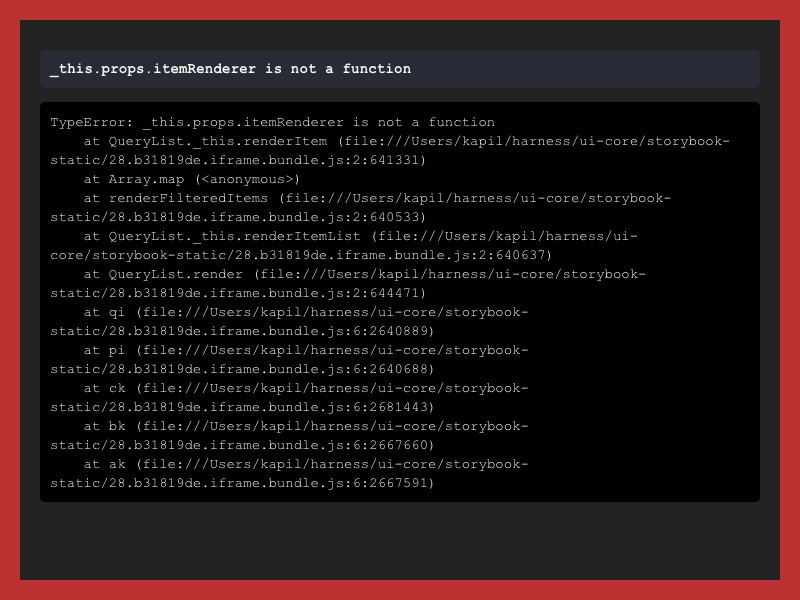 _this.props.itemRenderer is not a function
TypeError: _this.props.itemRenderer is not a function
    at QueryList._this.renderItem (file:///Users/kapil/harness/ui-core/storybook-
static/28.b31819de.iframe.bundle.js:2:641331)
    at Array.map (<anonymous>)
    at renderFilteredItems (file:///Users/kapil/harness/ui-core/storybook-
static/28.b31819de.iframe.bundle.js:2:640533)
    at QueryList._this.renderItemList (file:///Users/kapil/harness/ui-
core/storybook-static/28.b31819de.iframe.bundle.js:2:640637)
    at QueryList.render (file:///Users/kapil/harness/ui-core/storybook-
static/28.b31819de.iframe.bundle.js:2:644471)
    at qi (file:///Users/kapil/harness/ui-core/storybook-
static/28.b31819de.iframe.bundle.js:6:2640889)
    at pi (file:///Users/kapil/harness/ui-core/storybook-
static/28.b31819de.iframe.bundle.js:6:2640688)
    at ck (file:///Users/kapil/harness/ui-core/storybook-
static/28.b31819de.iframe.bundle.js:6:2681443)
    at bk (file:///Users/kapil/harness/ui-core/storybook-
static/28.b31819de.iframe.bundle.js:6:2667660)
    at ak (file:///Users/kapil/harness/ui-core/storybook-
static/28.b31819de.iframe.bundle.js:6:2667591)